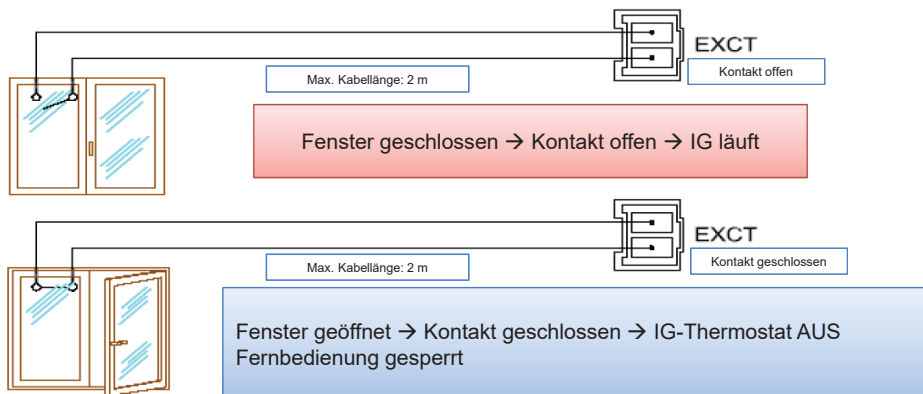 EXCT
Max. Kabellänge: 2 m
Kontakt offen
Fenster geschlossen → Kontakt offen → IG läuft
EXCT
Max. Kabellänge: 2 m
Kontakt geschlossen
Fenster geöffnet → Kontakt geschlossen → IG-Thermostat AUS
Fernbedienung gesperrt